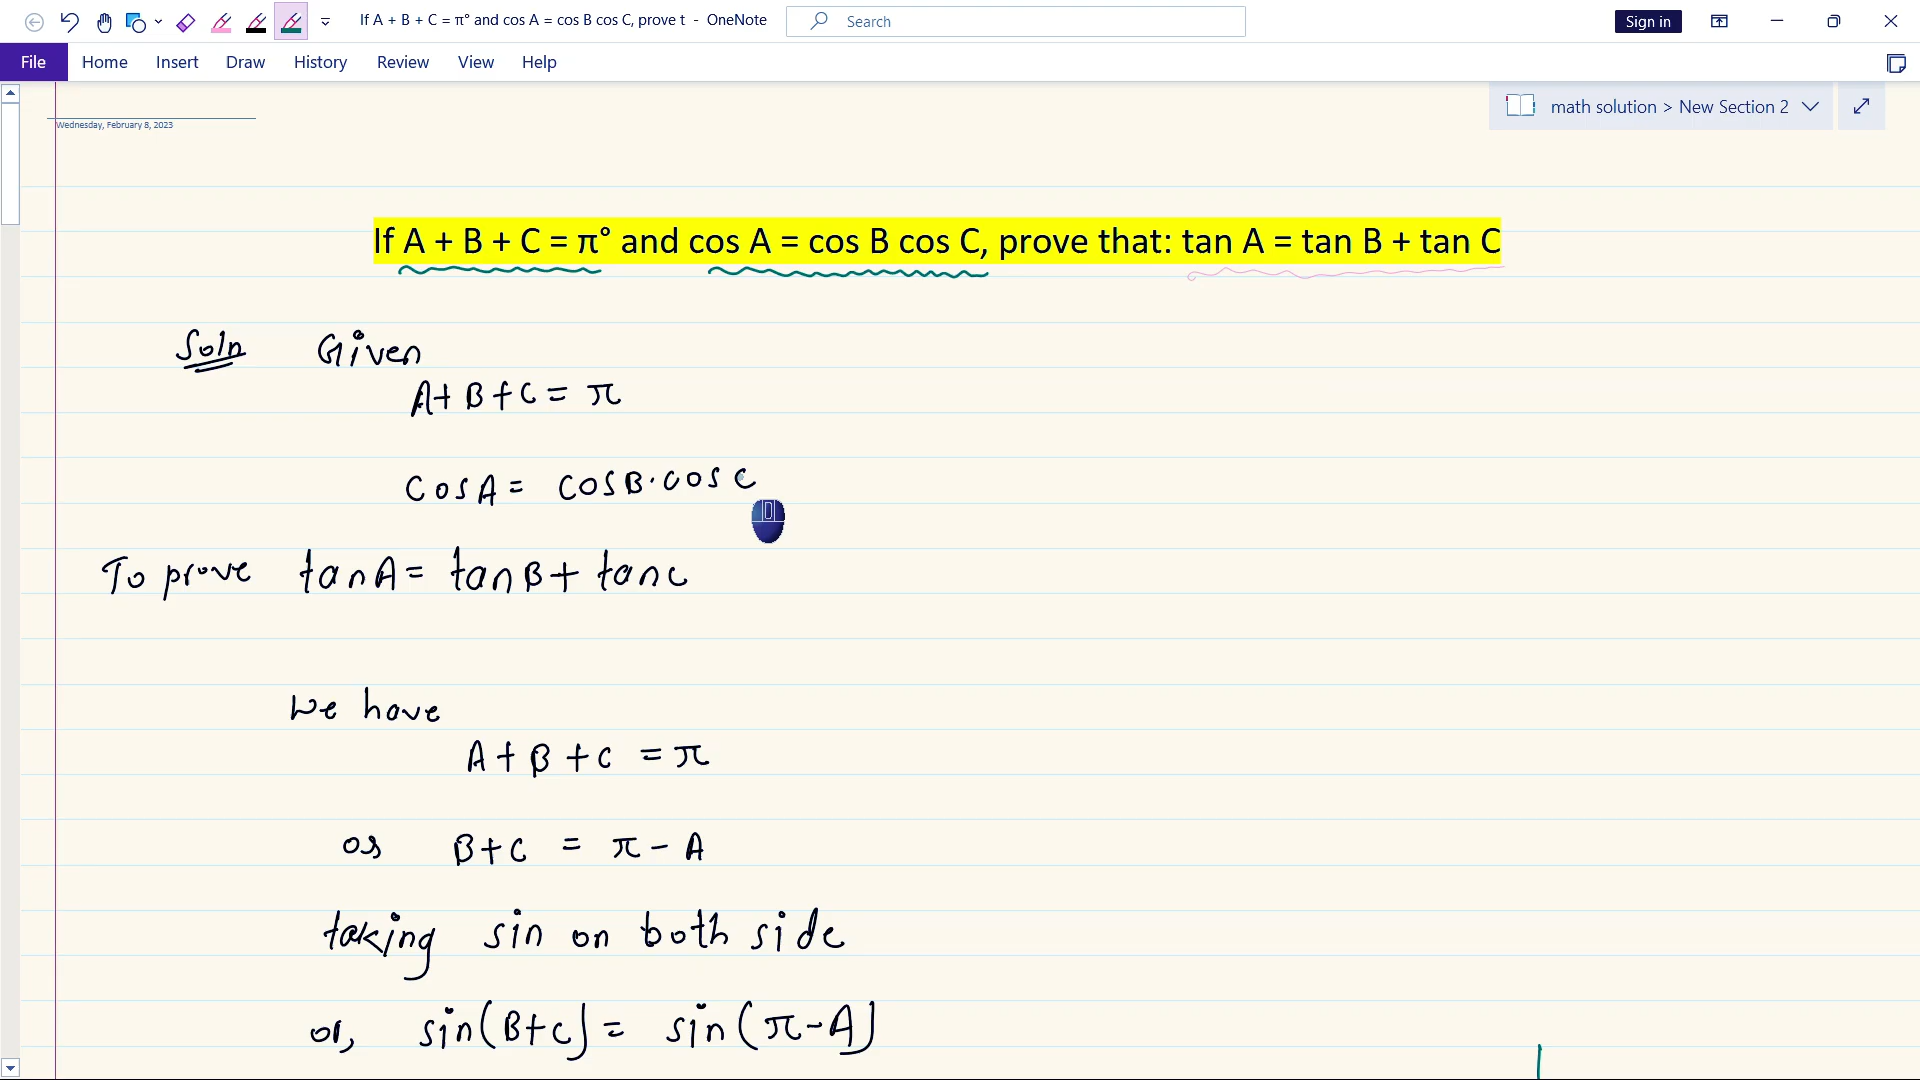 If A + B + C = π° and cos A = cos B cos C, prove t - OneNote
Search
Sign in
File Home Insert Draw History Review View Help
math solution > New Section 2
Wednesday, February 8, 2023
If A + B + C = π° and cos A = cos B cos C, prove that: tan A = tan B + tan C
Soln Given
A+B+C = π
cosA = cosB.cosC
To prove tanA = tanB + tanC
We have
A+B+C = π
or B+C = π-A
taking sin on both side
or, sin(B+C) = sin(π-A)